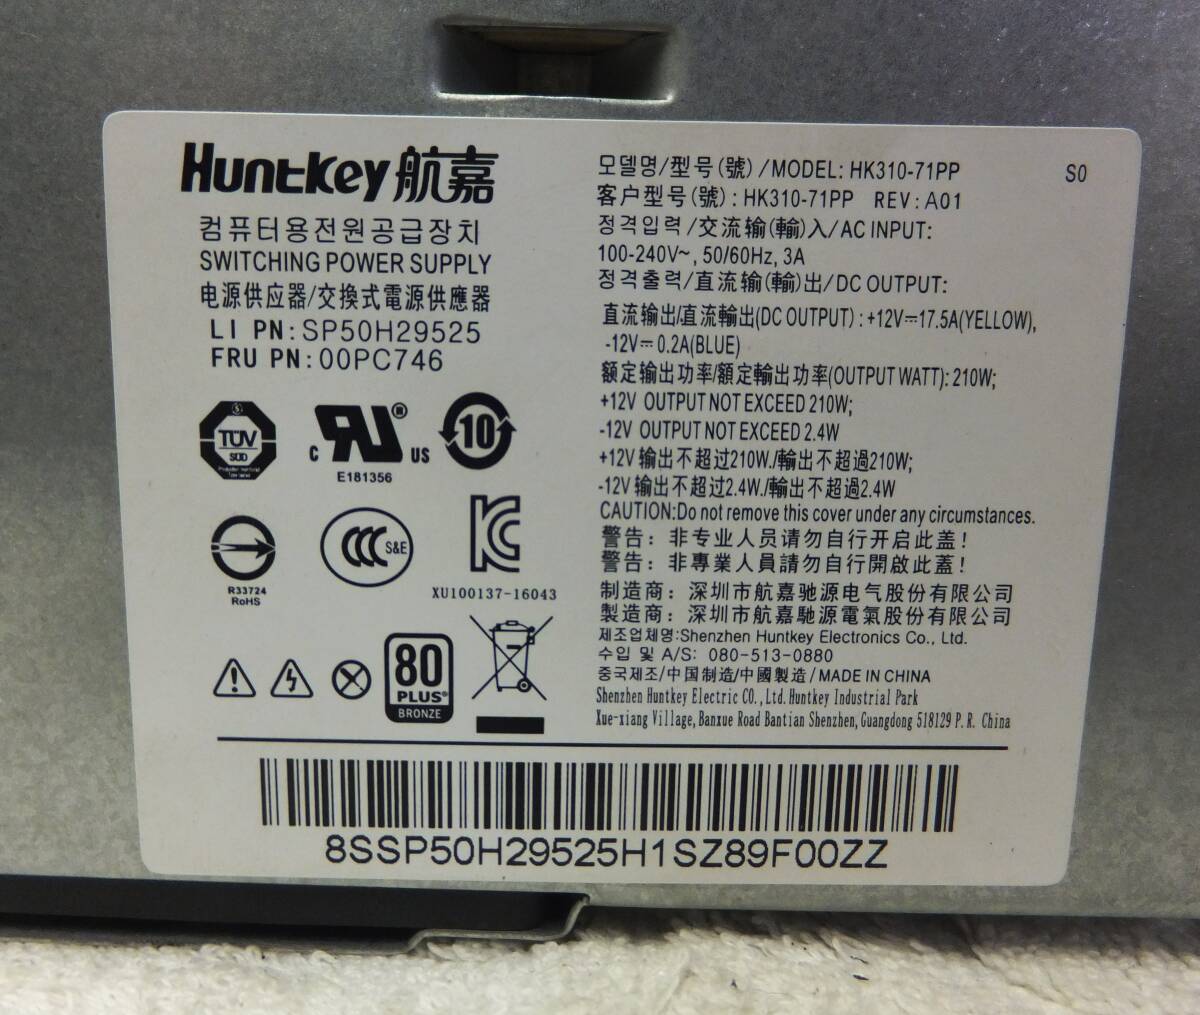 Huntkey航嘉
컴퓨터용전원공급장치
SWITCHING POWER SUPPLY
电源供应器/交換式電源供應器
LI PN: SP50H29525
FRU PN: 00PC746
TÜV
SÜD
C RU® US
E181356
10
R33724
RoHS
CCC S&E
KC
XU100137-16043
80
PLUS®
BRONZE
모델명/型号(號)/MODEL: HK310-71PP
S0
客户型号(號): HK310-71PP REV: A01
정격입력/交流输(輸)入/AC INPUT:
100-240V~, 50/60Hz, 3A
정격출력/直流输(輸)出/DC OUTPUT:
直流输出/直流輸出(DC OUTPUT): +12V⎓17.5A(YELLOW),
-12V⎓0.2A(BLUE)
额定输出功率/額定輸出功率(OUTPUT WATT): 210W;
+12V OUTPUT NOT EXCEED 210W;
-12V OUTPUT NOT EXCEED 2.4W
+12V 输出不超过210W./輸出不超過210W;
-12V 输出不超过2.4W./輸出不超過2.4W
CAUTION:Do not remove this cover under any circumstances.
警告：非专业人员请勿自行开启此盖！
警告：非專業人員請勿自行開啟此蓋！
制造商：深圳市航嘉驰源电气股份有限公司
製造商：深圳市航嘉馳源電氣股份有限公司
제조업체명:Shenzhen Huntkey Electronics Co., Ltd.
수입 및 A/S: 080-513-0880
중국제조/中国制造/中國製造/MADE IN CHINA
Shenzhen Huntkey Electric CO., Ltd. Huntkey Industrial Park
Xue-xiang Village, Banxue Road Bantian Shenzhen, Guangdong 518129 P. R. China
8SSP50H29525H1SZ89F00ZZ